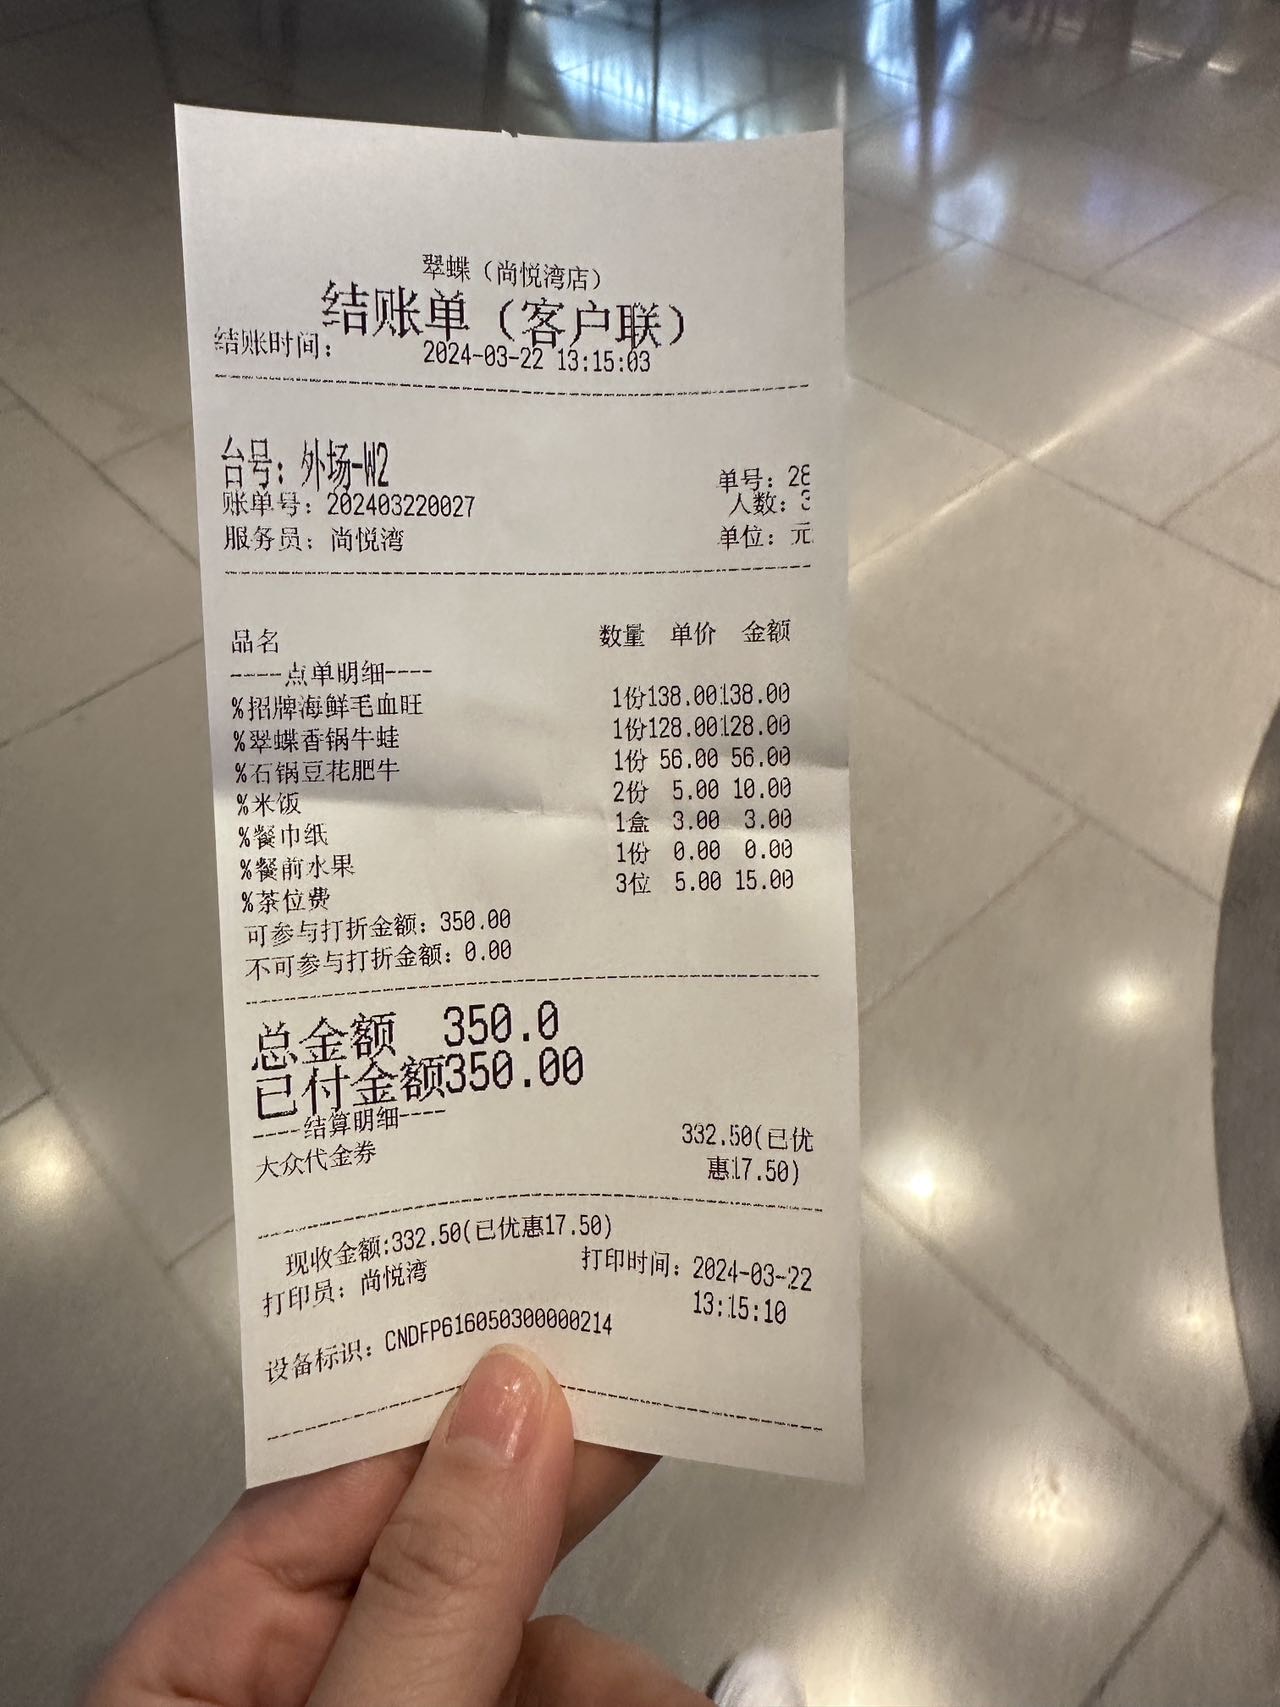 翠蝶（尚悦湾店）
结账单（客户联）
结账时间： 2024-03-22 13:15:03
台号：外场-W2
单号：28
账单号：202403220027
人数：3
服务员：尚悦湾
单位：元
品名 数量 单价 金额
----点单明细----
%招牌海鲜毛血旺 1份138.00138.00
%翠蝶香锅牛蛙 1份128.00128.00
%石锅豆花肥牛 1份 56.00 56.00
%米饭 2份 5.00 10.00
%餐巾纸 1盒 3.00 3.00
%餐前水果 1份 0.00 0.00
%茶位费 3位 5.00 15.00
可参与打折金额：350.00
不可参与打折金额：0.00
总金额 350.0
已付金额350.00
----结算明细----
大众代金券 332.50(已优
惠17.50)
现收金额:332.50(已优惠17.50)
打印员：尚悦湾 打印时间：2024-03-22
13:15:10
设备标识：CNDFP616050300000214